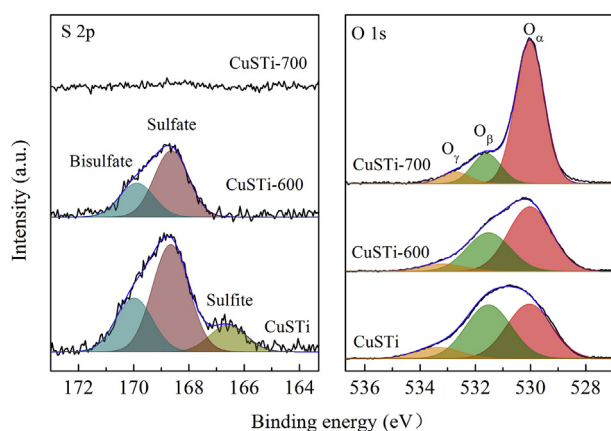 S 2p
CuSTi-700
Sulfate
Bisulfate
CuSTi-600
Sulfite
CuSTi
172 170 168 166 164
O 1s
Oα
Oβ
Oγ
CuSTi-700
CuSTi-600
CuSTi
536 534 532 530 528
Intensity (a.u.)
Binding energy (eV)